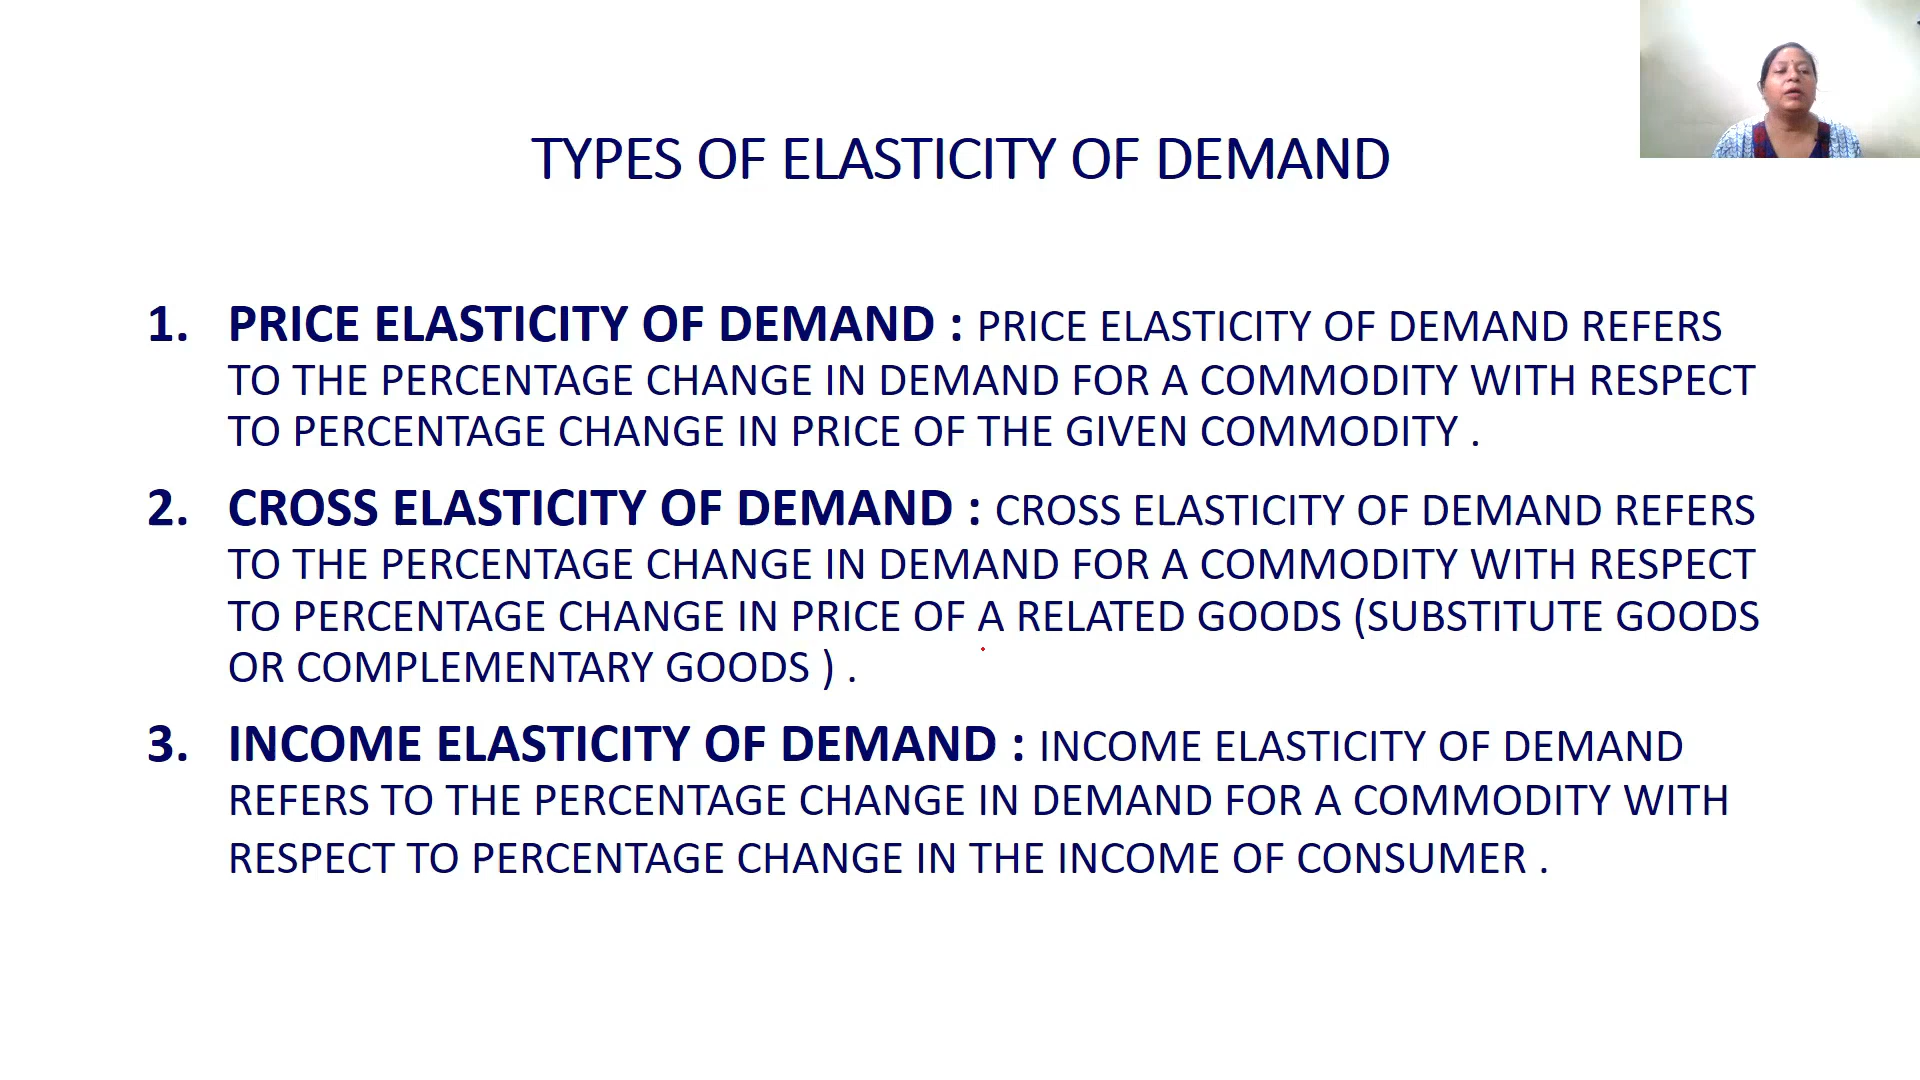 TYPES OF ELASTICITY OF DEMAND
1. PRICE ELASTICITY OF DEMAND : PRICE ELASTICITY OF DEMAND REFERS
TO THE PERCENTAGE CHANGE IN DEMAND FOR A COMMODITY WITH RESPECT
TO PERCENTAGE CHANGE IN PRICE OF THE GIVEN COMMODITY .
2. CROSS ELASTICITY OF DEMAND : CROSS ELASTICITY OF DEMAND REFERS
TO THE PERCENTAGE CHANGE IN DEMAND FOR A COMMODITY WITH RESPECT
TO PERCENTAGE CHANGE IN PRICE OF A RELATED GOODS (SUBSTITUTE GOODS
OR COMPLEMENTARY GOODS ) .
3. INCOME ELASTICITY OF DEMAND : INCOME ELASTICITY OF DEMAND
REFERS TO THE PERCENTAGE CHANGE IN DEMAND FOR A COMMODITY WITH
RESPECT TO PERCENTAGE CHANGE IN THE INCOME OF CONSUMER .